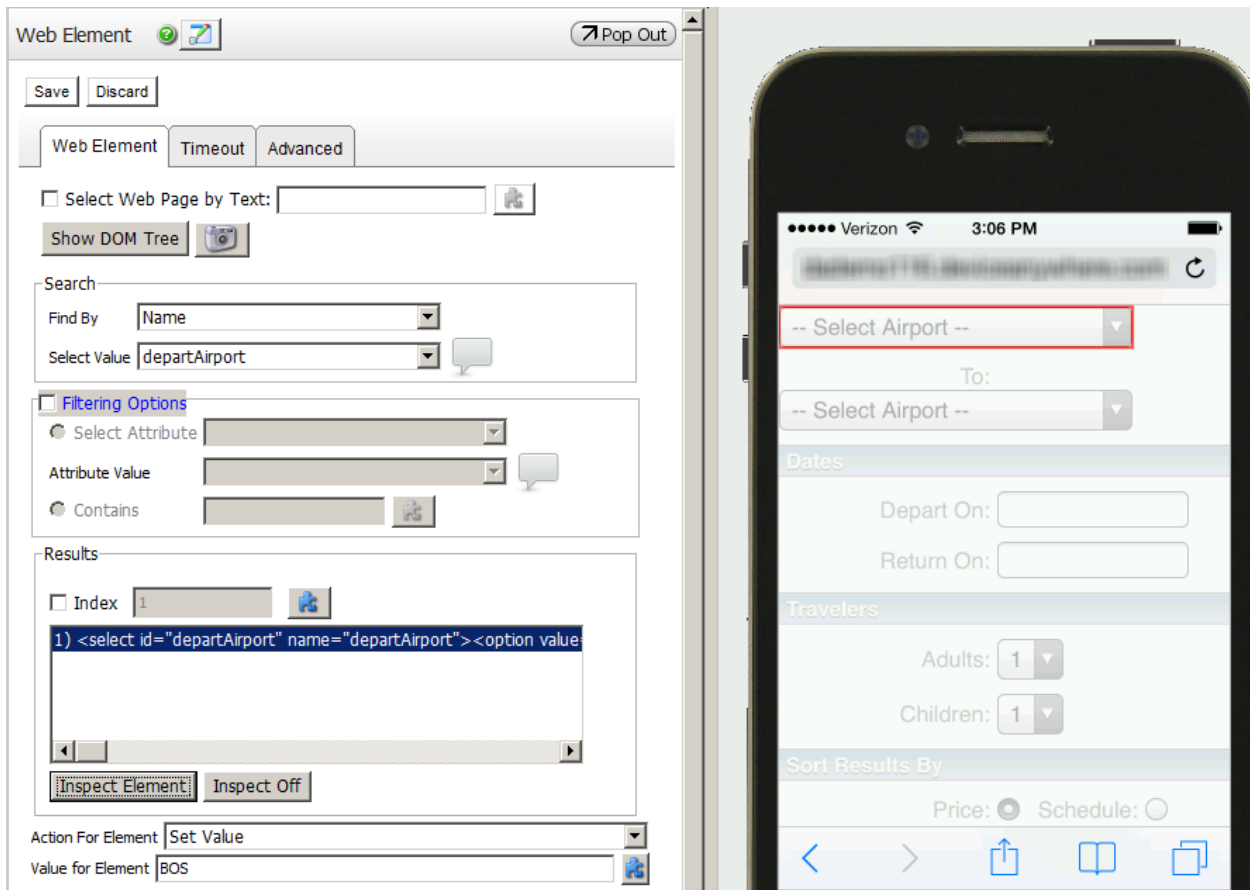 Web Element
Pop Out
Save Discard
Web Element Timeout Advanced
Select Web Page by Text:
Show DOM Tree
Search
Find By Name
Select Value departAirport
Filtering Options
Select Attribute
Attribute Value
Contains
Results
Index 1
1) <select id="departAirport" name="departAirport"><option value=
Inspect Element Inspect Off
Action For Element Set Value
Value for Element BOS
Verizon 3:06 PM
-- Select Airport --
To:
-- Select Airport --
Dates
Depart On:
Return On:
Travelers
Adults: 1
Children: 1
Sort Results By
Price: Schedule: